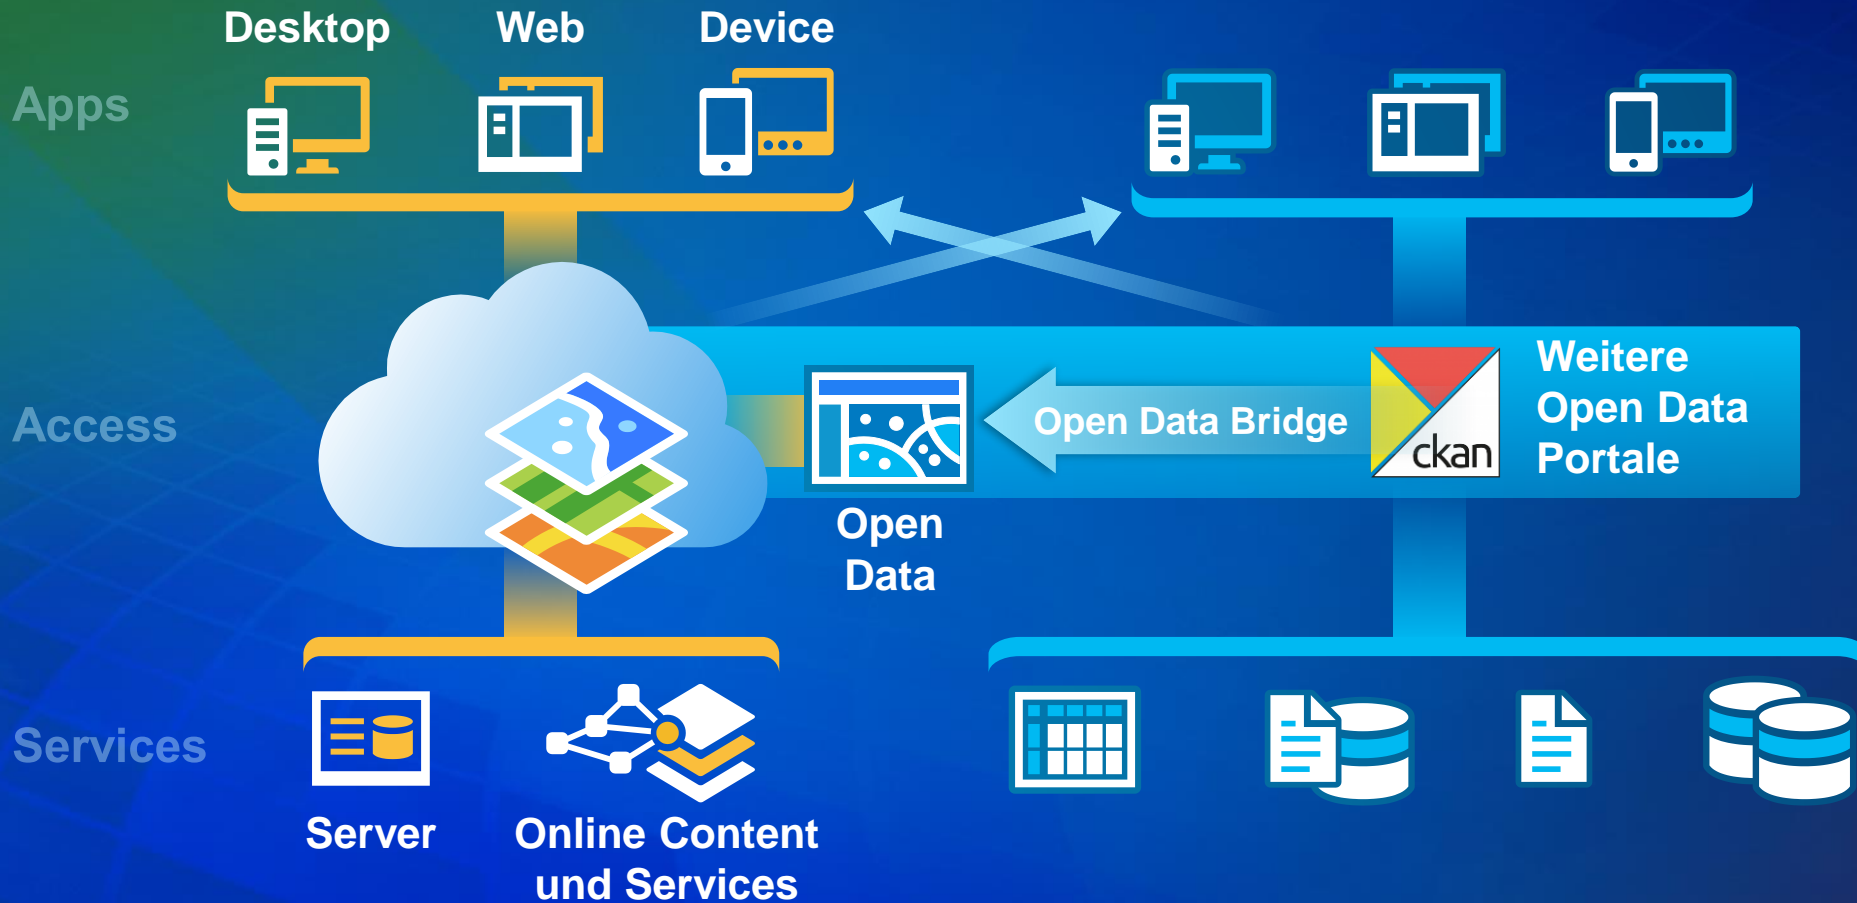 Desktop
Web
Device
Apps
Access
Open Data Bridge
ckan
Weitere
Open Data
Portale
Open
Data
Services
Server
Online Content
und Services